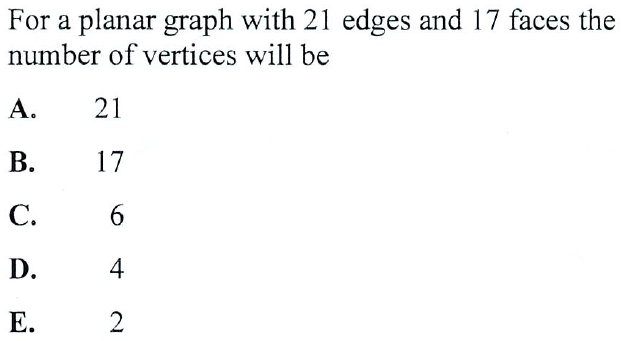 For a planar graph with 21 edges and 17 faces the
number of vertices will be
A. 21
B. 17
C. 6
D. 4
E. 2